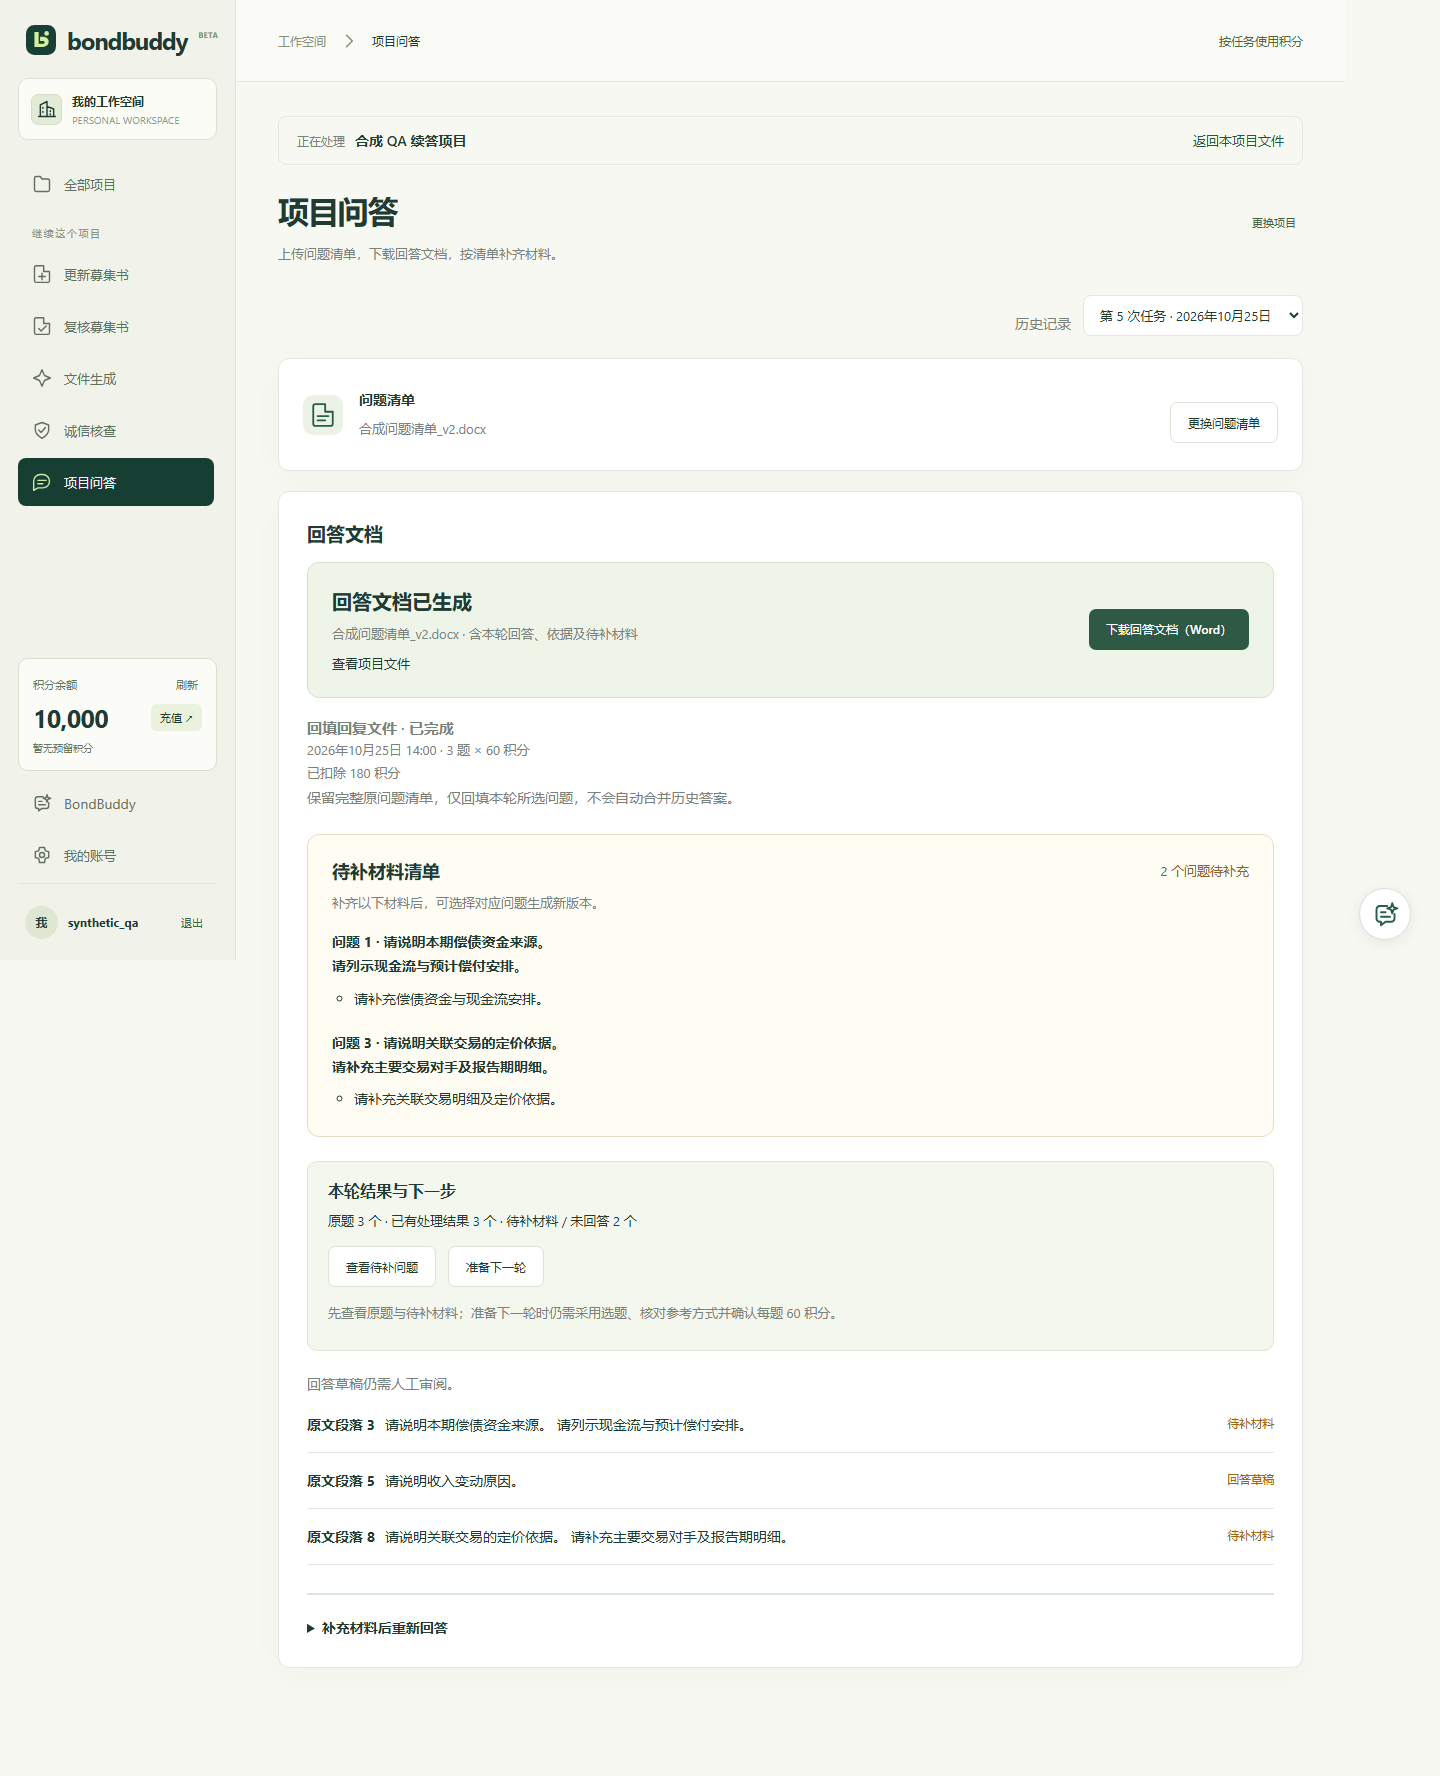 bondbuddy BETA
我的工作空间
PERSONAL WORKSPACE
全部项目
继续这个项目
更新募集书
复核募集书
文件生成
诚信核查
项目问答
积分余额 刷新
10,000 充值 ↗
暂无预留积分
BondBuddy
我的账号
我 synthetic_qa 退出
工作空间 项目问答 按任务使用积分
正在处理 合成 QA 续答项目 返回本项目文件
项目问答
更换项目
上传问题清单，下载回答文档，按清单补齐材料。
历史记录 第 5 次任务 · 2026年10月25日
问题清单
合成问题清单_v2.docx
更换问题清单
回答文档
回答文档已生成
合成问题清单_v2.docx · 含本轮回答、依据及待补材料
查看项目文件
下载回答文档（Word）
回填回复文件 · 已完成
2026年10月25日 14:00 · 3 题 × 60 积分
已扣除 180 积分
保留完整原问题清单，仅回填本轮所选问题，不会自动合并历史答案。
待补材料清单 2 个问题待补充
补齐以下材料后，可选择对应问题生成新版本。
问题 1 · 请说明本期偿债资金来源。
请列示现金流与预计偿付安排。
请补充偿债资金与现金流安排。
问题 3 · 请说明关联交易的定价依据。
请补充主要交易对手及报告期明细。
请补充关联交易明细及定价依据。
本轮结果与下一步
原题 3 个 · 已有处理结果 3 个 · 待补材料 / 未回答 2 个
查看待补问题 准备下一轮
先查看原题与待补材料；准备下一轮时仍需采用选题、核对参考方式并确认每题 60 积分。
回答草稿仍需人工审阅。
原文段落 3 请说明本期偿债资金来源。 请列示现金流与预计偿付安排。 待补材料
原文段落 5 请说明收入变动原因。 回答草稿
原文段落 8 请说明关联交易的定价依据。 请补充主要交易对手及报告期明细。 待补材料
补充材料后重新回答